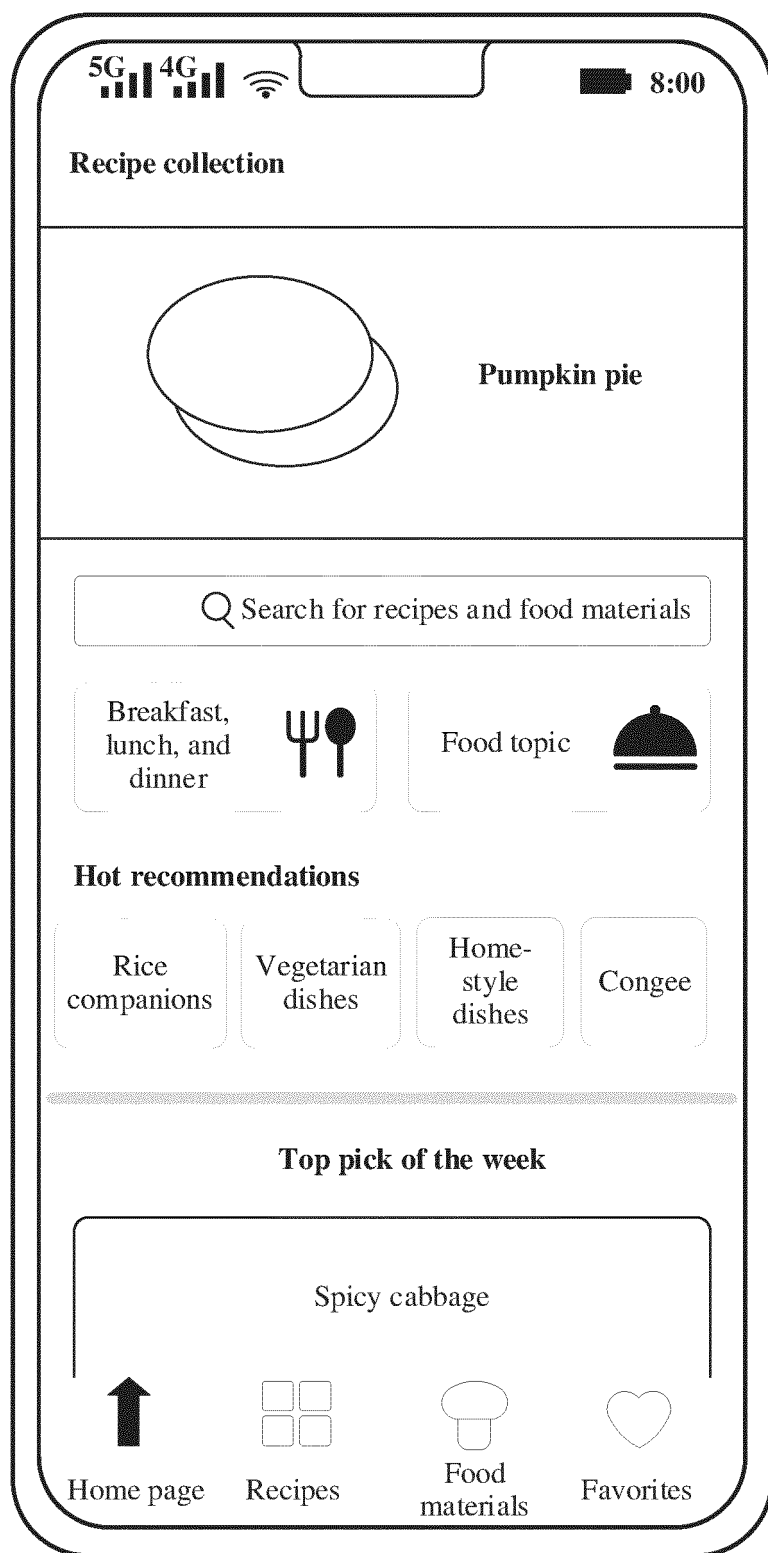 5G 4G 8:00
Recipe collection
Pumpkin pie
Search for recipes and food materials
Breakfast,
lunch, and
dinner
Food topic
Hot recommendations
Rice
companions
Vegetarian
dishes
Home-
style
dishes
Congee
Top pick of the week
Spicy cabbage
Home page
Recipes
Food
materials
Favorites